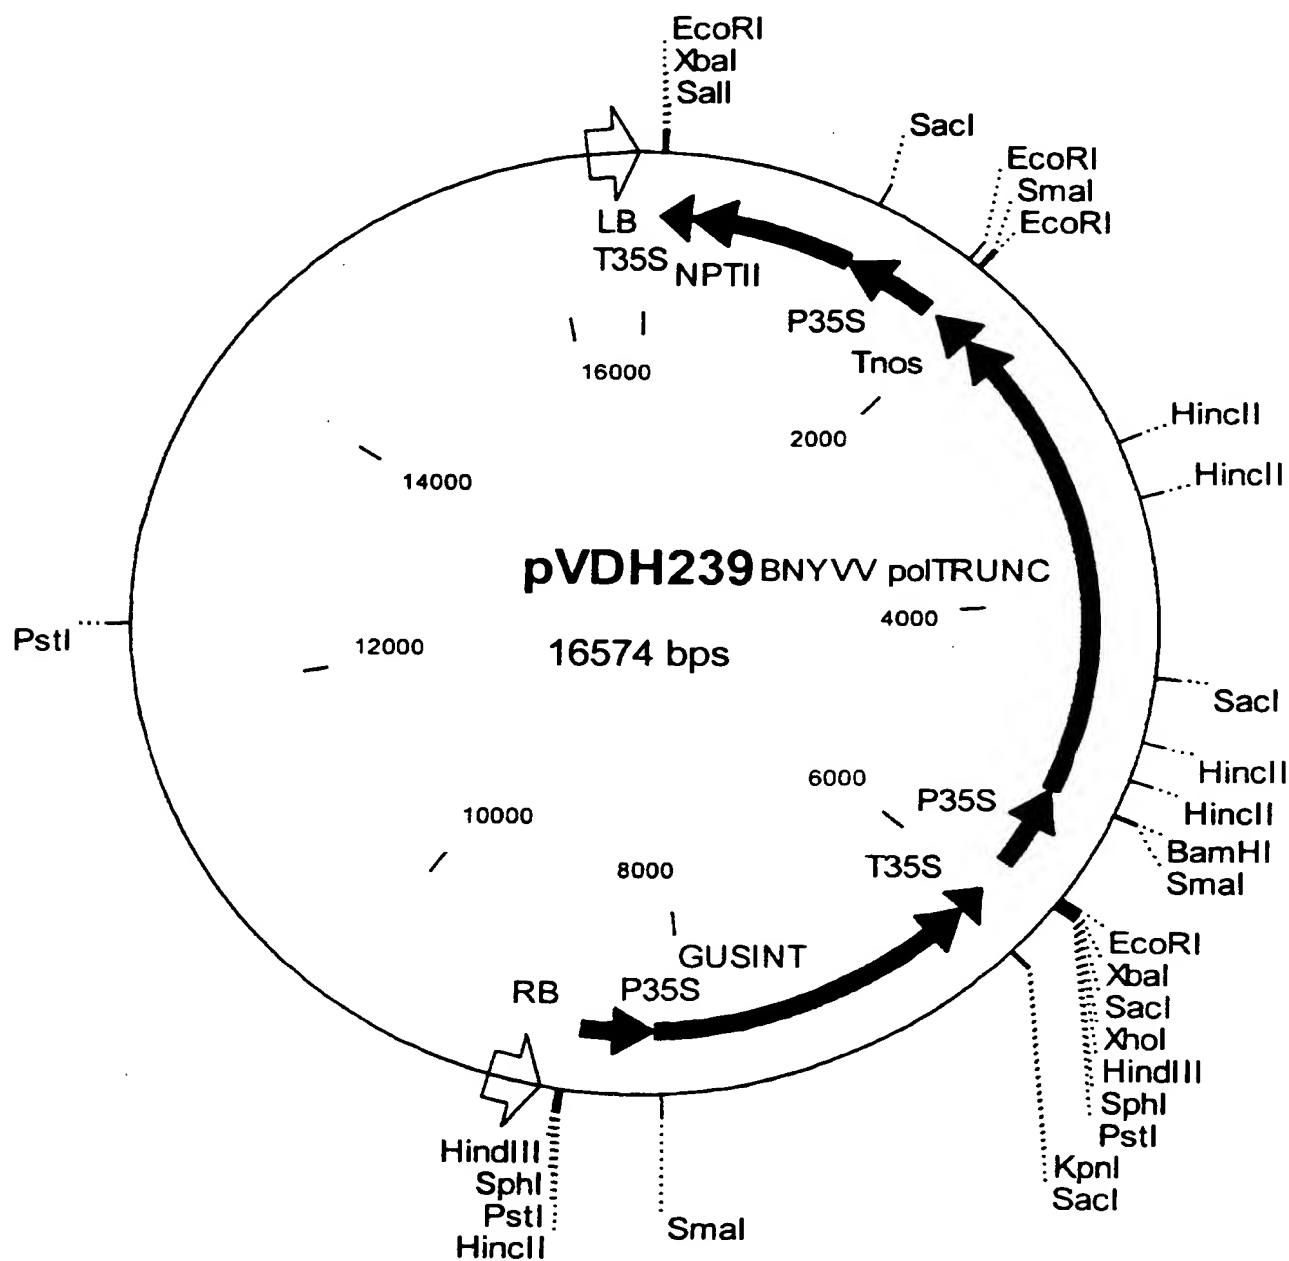 EcoRI
XbaI
SalI
SacI
EcoRI
SmaI
EcoRI
LB
T35S
NPTII
P35S
Tnos
16000
2000
HincII
HincII
14000
pVDH239 BNYVV polTRUNC
4000
16574 bps
12000
PstI
SacI
HincII
HincII
BamHI
SmaI
6000
P35S
T35S
10000
8000
GUSINT
P35S
RB
EcoRI
XbaI
SacI
XhoI
HindIII
SphI
PstI
KpnI
SacI
HindIII
SphI
PstI
HincII
SmaI